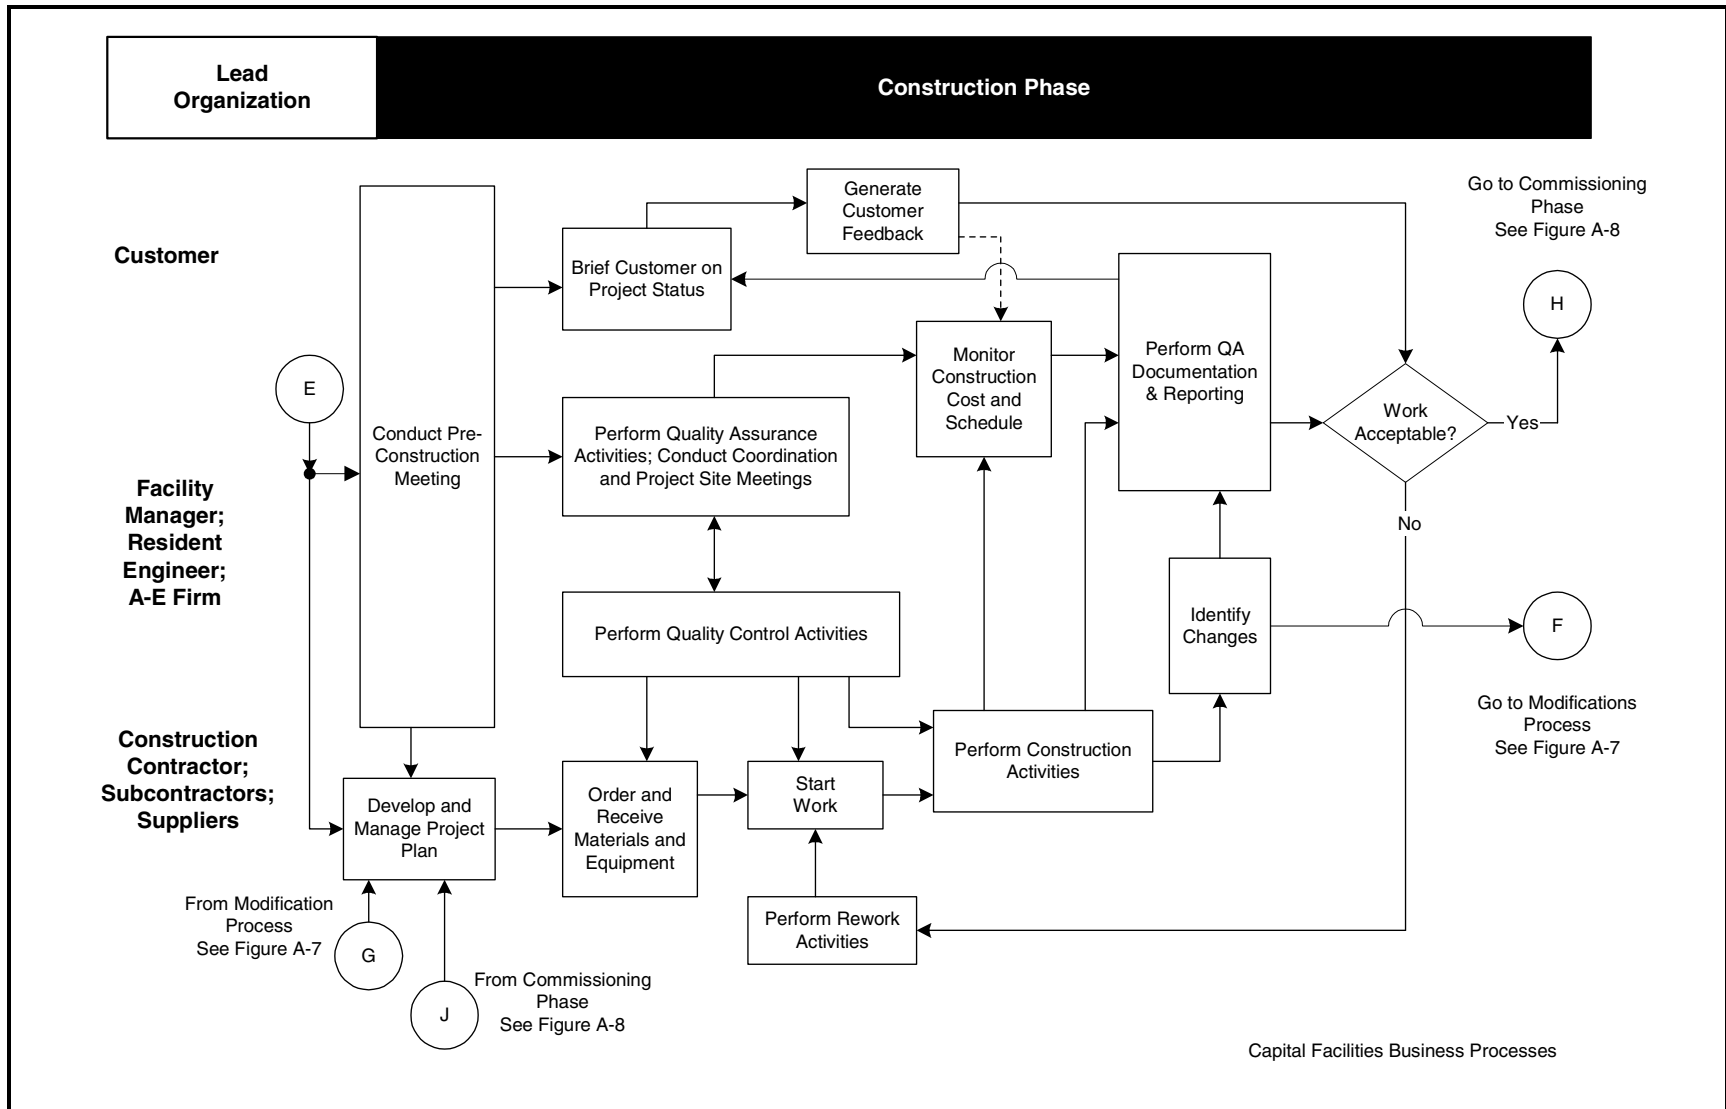 Lead
Organization
Construction Phase
Customer
Generate
Customer
Feedback
Go to Commissioning
Phase
See Figure A-8
H
Brief Customer on
Project Status
E
Conduct Pre-
Construction
Meeting
Perform Quality Assurance
Activities; Conduct Coordination
and Project Site Meetings
Monitor
Construction
Cost and
Schedule
Perform QA
Documentation
& Reporting
Work
Acceptable?
Yes
No
Facility
Manager;
Resident
Engineer;
A-E Firm
Perform Quality Control Activities
Identify
Changes
F
Go to Modifications
Process
See Figure A-7
Construction
Contractor;
Subcontractors;
Suppliers
Develop and
Manage Project
Plan
Order and
Receive
Materials and
Equipment
Start
Work
Perform Construction
Activities
Perform Rework
Activities
From Modification
Process
See Figure A-7
G
J
From Commissioning
Phase
See Figure A-8
Capital Facilities Business Processes